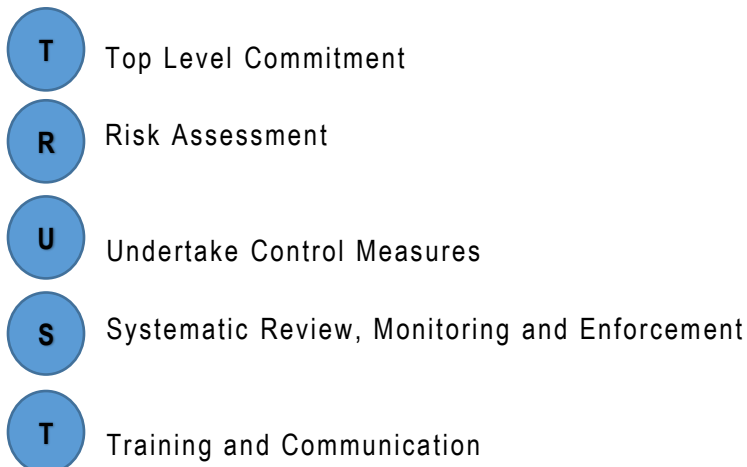 T Top Level Commitment
R Risk Assessment
U Undertake Control Measures
S Systematic Review, Monitoring and Enforcement
T Training and Communication